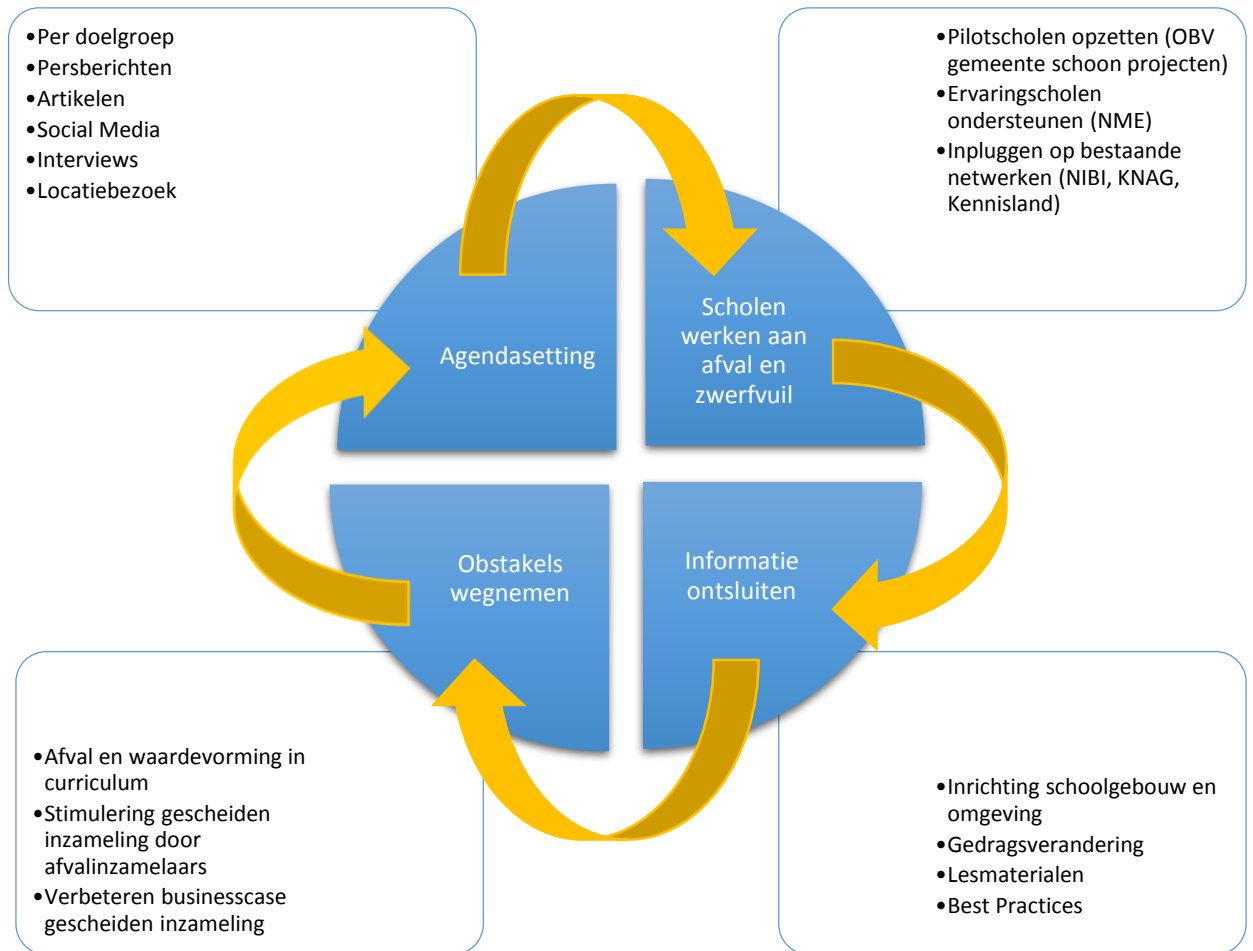 •Per doelgroep
•Persberichten
•Artikelen
•Social Media
•Interviews
•Locatiebezoek
•Pilotscholen opzetten (OBV
gemeente schoon projecten)
•Ervaringscholen
ondersteunen (NME)
•Inpluggen op bestaande
netwerken (NIBI, KNAG,
Kennisland)
Agendasetting
Scholen
werken aan
afval en
zwerfvuil
Obstakels
wegnemen
Informatie
ontsluiten
•Afval en waardevorming in
curriculum
•Stimulering gescheiden
inzameling door
afvalinzamelaars
•Verbeteren businesscase
gescheiden inzameling
•Inrichting schoolgebouw en
omgeving
•Gedragsverandering
•Lesmaterialen
•Best Practices